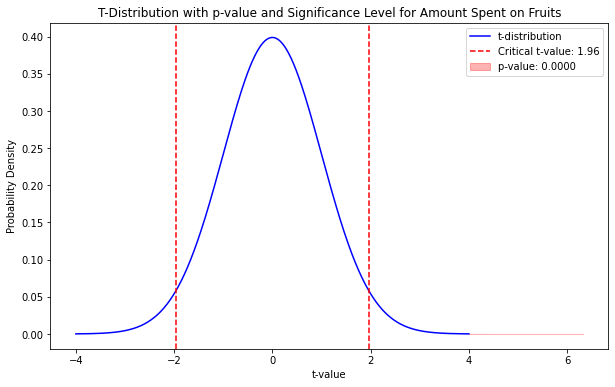 T-Distribution with p-value and Significance Level for Amount Spent on Fruits
t-distribution
Critical t-value: 1.96
p-value: 0.0000
Probability Density
0.40
0.35
0.30
0.25
0.20
0.15
0.10
0.05
0.00
−4
−2
0
2
4
6
t-value